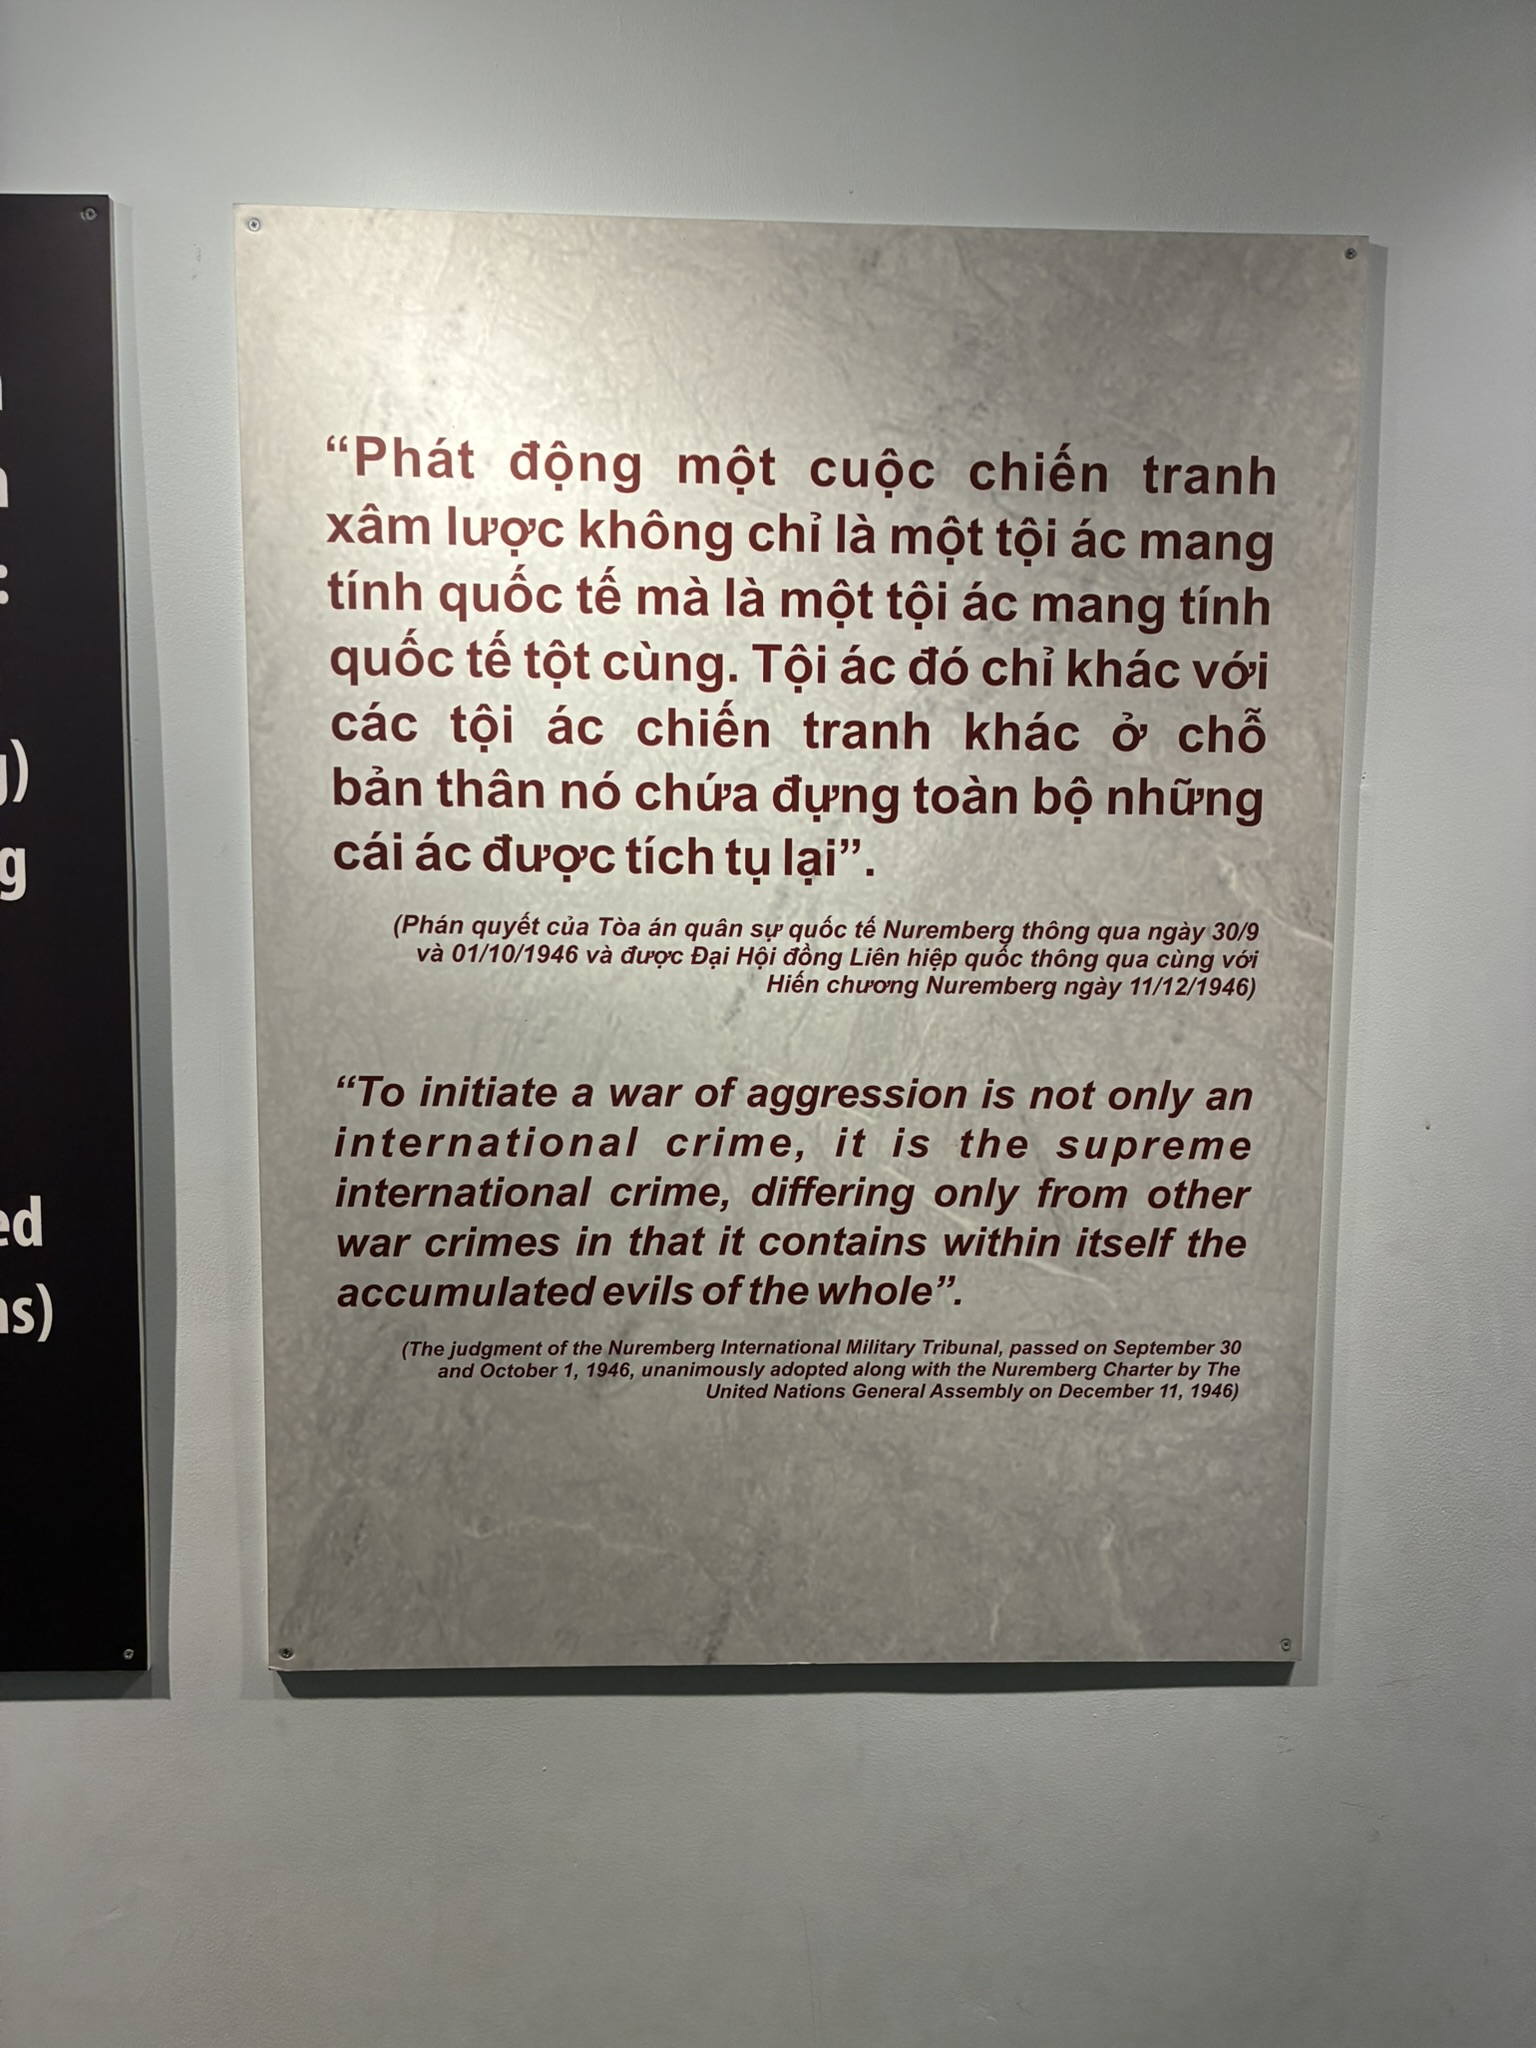 g)
g
ed
ns)
“Phát động một cuộc chiến tranh
xâm lược không chỉ là một tội ác mang
tính quốc tế mà là một tội ác mang tính
quốc tế tột cùng. Tội ác đó chỉ khác với
các tội ác chiến tranh khác ở chỗ
bản thân nó chứa đựng toàn bộ những
cái ác được tích tụ lại”.
(Phán quyết của Tòa án quân sự quốc tế Nuremberg thông qua ngày 30/9
và 01/10/1946 và được Đại Hội đồng Liên hiệp quốc thông qua cùng với
Hiến chương Nuremberg ngày 11/12/1946)
“To initiate a war of aggression is not only an
international crime, it is the supreme
international crime, differing only from other
war crimes in that it contains within itself the
accumulated evils of the whole”.
(The judgment of the Nuremberg International Military Tribunal, passed on September 30
and October 1, 1946, unanimously adopted along with the Nuremberg Charter by The
United Nations General Assembly on December 11, 1946)